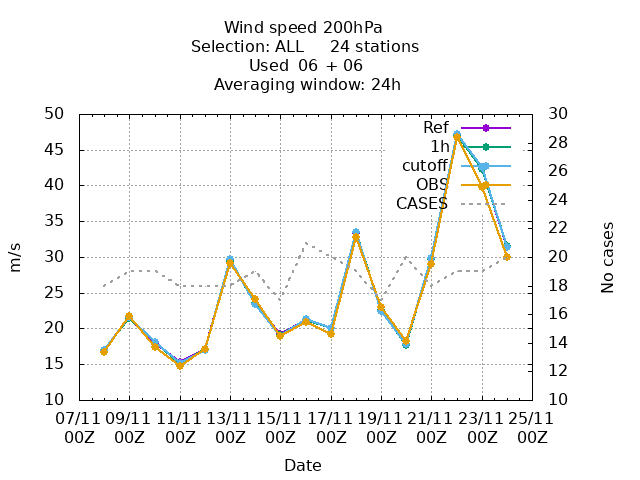 Wind speed 200hPa
Selection: ALL 24 stations
Used 06 + 06
Averaging window: 24h
50 30
Ref 28
45 1h
26
cutoff
40 OBS
24
CASES
35 22
30 20
m/s No cases
25 18
16
20
14
15
12
10 10
07/11 09/11 11/11 13/11 15/11 17/11 19/11 21/11 23/11 25/11
00Z 00Z 00Z 00Z 00Z 00Z 00Z 00Z 00Z 00Z
Date